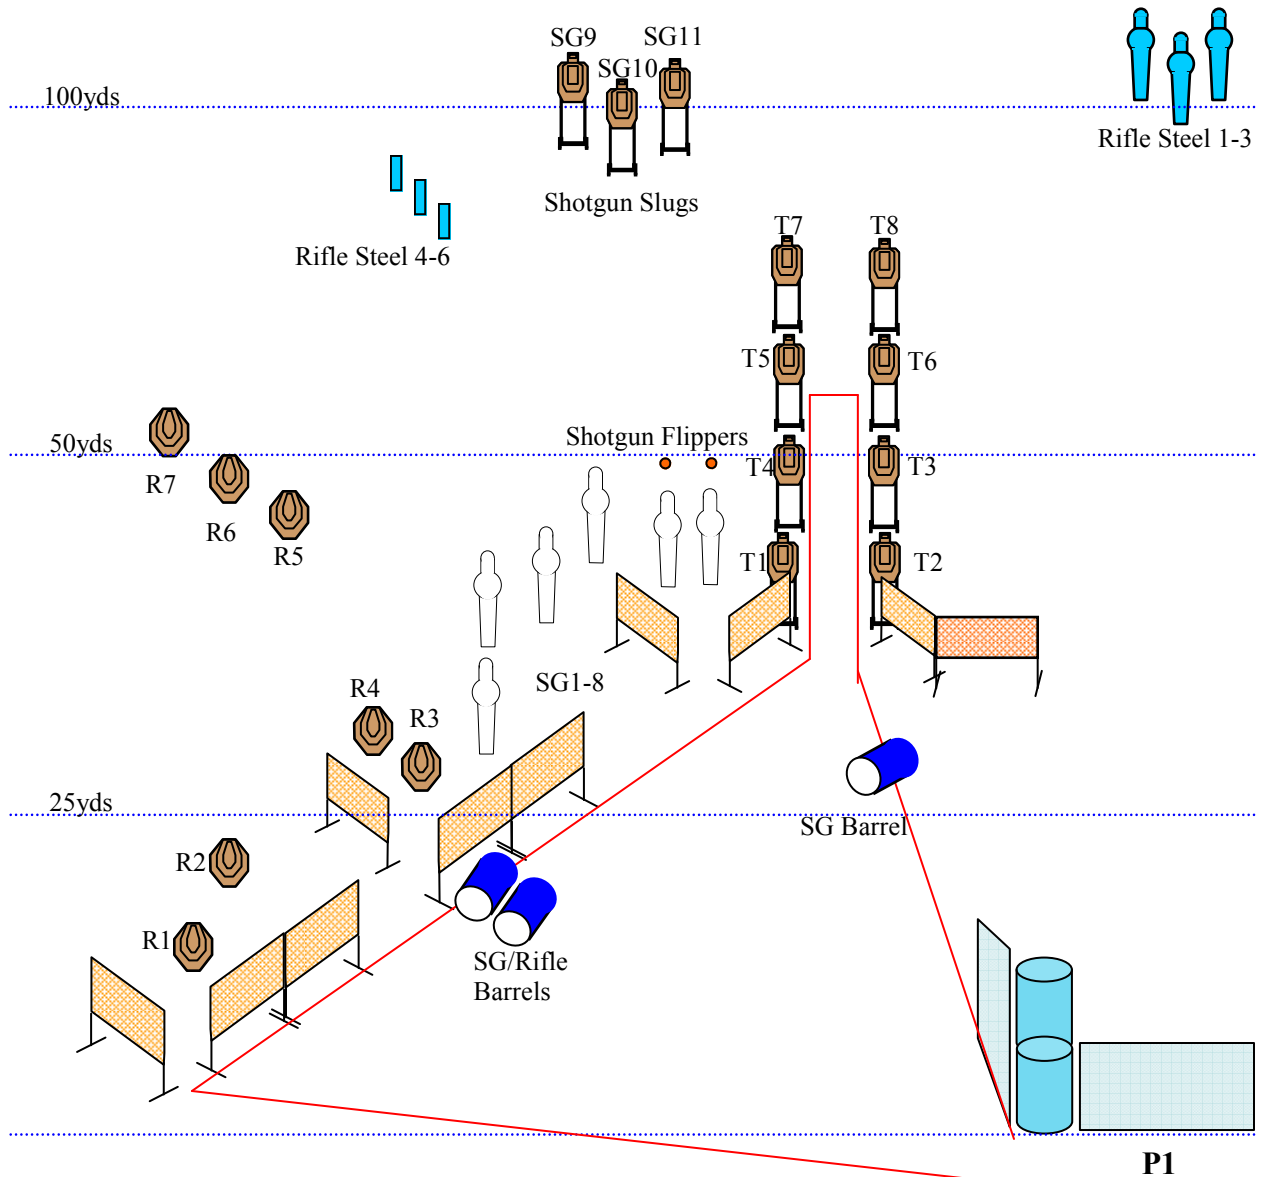 SG9
SG11
SG10
100yds
Rifle Steel 1-3
Shotgun Slugs
T7
T8
Rifle Steel 4-6
T5
T6
Shotgun Flippers
50yds
T4
T3
R7
R6
R5
T1
T2
SG1-8
R4
R3
25yds
SG Barrel
R2
R1
SG/Rifle
Barrels
P1